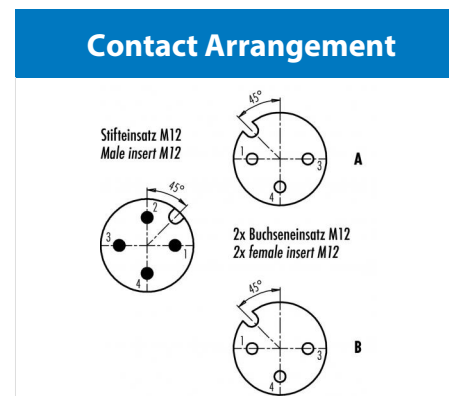 Contact Arrangement
45°
Stifteinsatz M12
Male insert M12
1
3
A
4
45°
2
3
1
4
2x Buchseneinsatz M12
2x female insert M12
45°
1
3
B
4